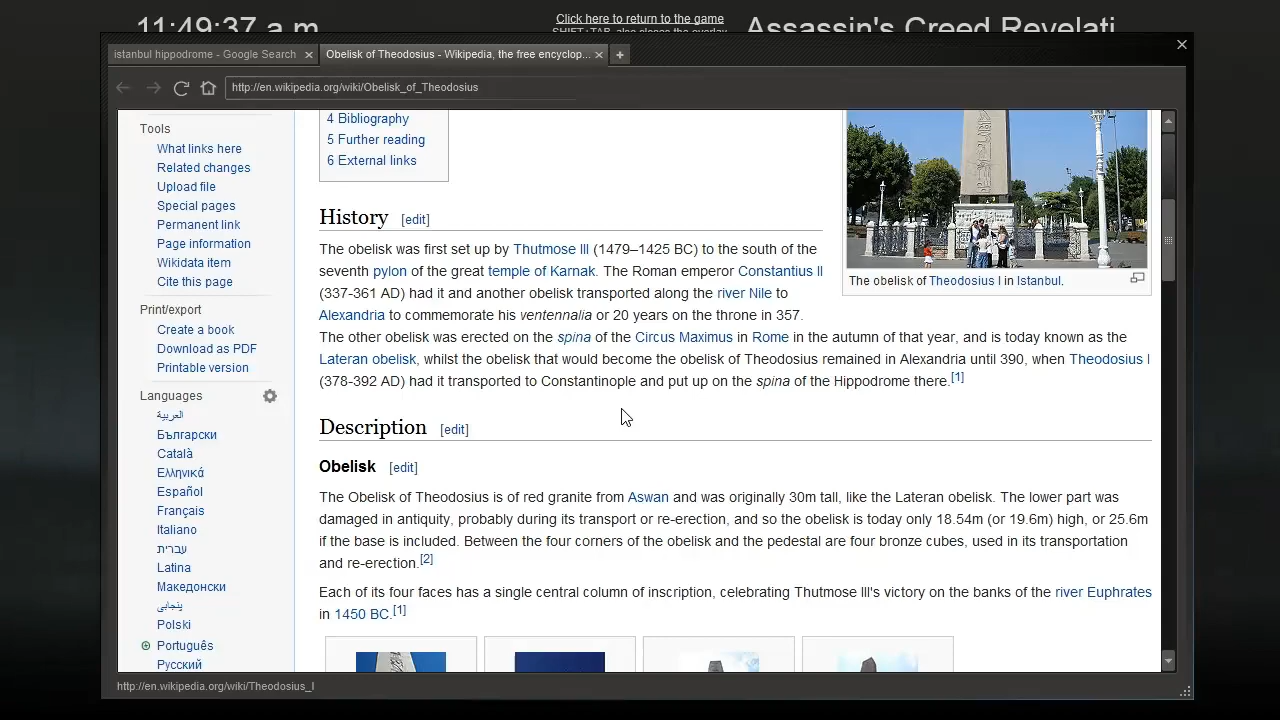 11:49:37 a.m
Click here to return to the game
Assassin's Creed Revelati
istanbul hippodrome - Google Search
Obelisk of Theodosius - Wikipedia, the free encyclop...
http://en.wikipedia.org/wiki/Obelisk_of_Theodosius
Tools
What links here
Related changes
Upload file
Special pages
Permanent link
Page information
Wikidata item
Cite this page
Print/export
Create a book
Download as PDF
Printable version
Languages
العربية
Български
Català
Ελληνικά
Español
Français
Italiano
עברית
Latina
Македонски
پنجابی
Polski
Português
Русский
4 Bibliography
5 Further reading
6 External links
The obelisk of Theodosius I in Istanbul.
History [edit]
The obelisk was first set up by Thutmose III (1479–1425 BC) to the south of the
seventh pylon of the great temple of Karnak. The Roman emperor Constantius II
(337-361 AD) had it and another obelisk transported along the river Nile to
Alexandria to commemorate his ventennalia or 20 years on the throne in 357.
The other obelisk was erected on the spina of the Circus Maximus in Rome in the autumn of that year, and is today known as the
Lateran obelisk, whilst the obelisk that would become the obelisk of Theodosius remained in Alexandria until 390, when Theodosius I
(378-392 AD) had it transported to Constantinople and put up on the spina of the Hippodrome there.[1]
Description [edit]
Obelisk [edit]
The Obelisk of Theodosius is of red granite from Aswan and was originally 30m tall, like the Lateran obelisk. The lower part was
damaged in antiquity, probably during its transport or re-erection, and so the obelisk is today only 18.54m (or 19.6m) high, or 25.6m
if the base is included. Between the four corners of the obelisk and the pedestal are four bronze cubes, used in its transportation
and re-erection.[2]
Each of its four faces has a single central column of inscription, celebrating Thutmose III's victory on the banks of the river Euphrates
in 1450 BC.[1]
http://en.wikipedia.org/wiki/Theodosius_I